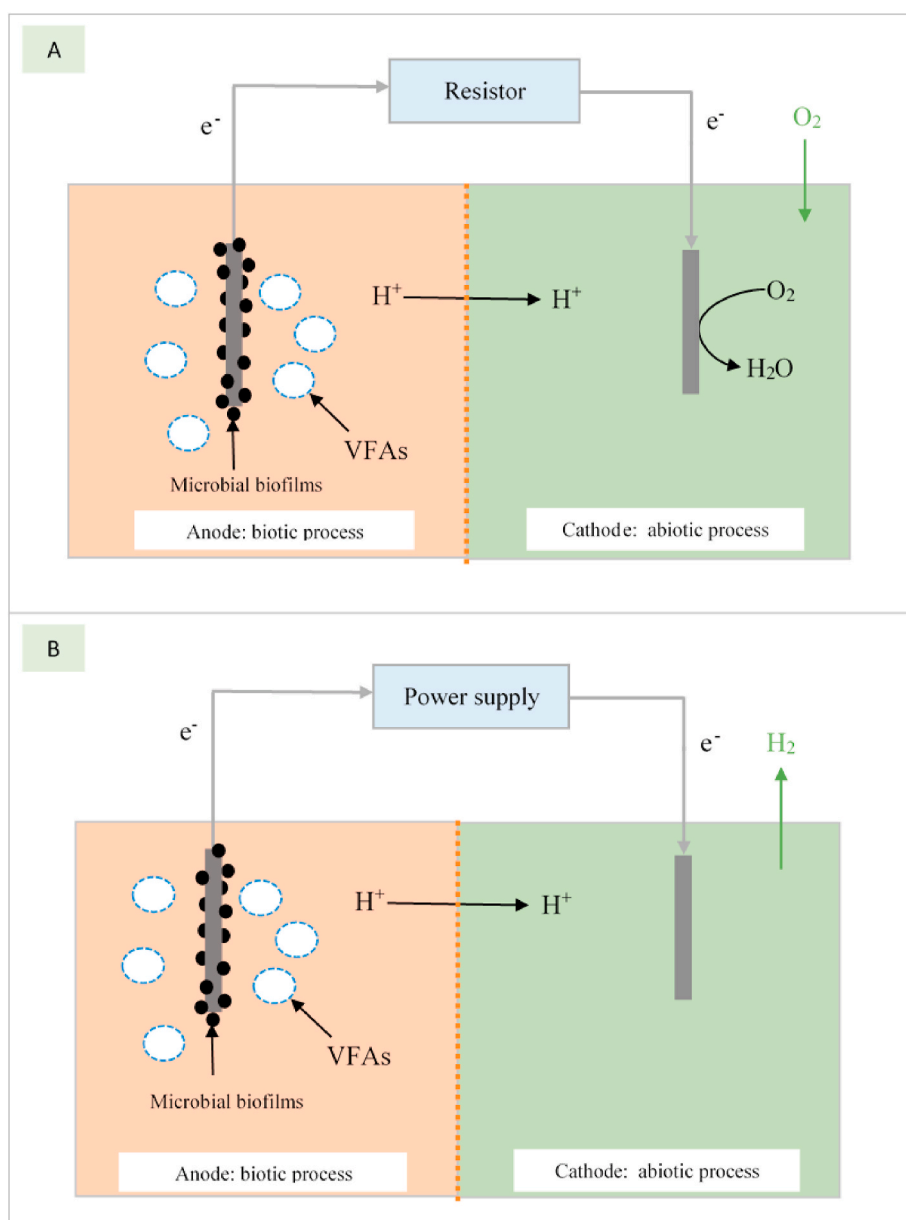 A
Resistor
e⁻
e⁻
O₂
H⁺
H⁺
O₂
H₂O
VFAs
Microbial biofilms
Anode: biotic process
Cathode: abiotic process
B
Power supply
e⁻
e⁻
H₂
H⁺
H⁺
VFAs
Microbial biofilms
Anode: biotic process
Cathode: abiotic process